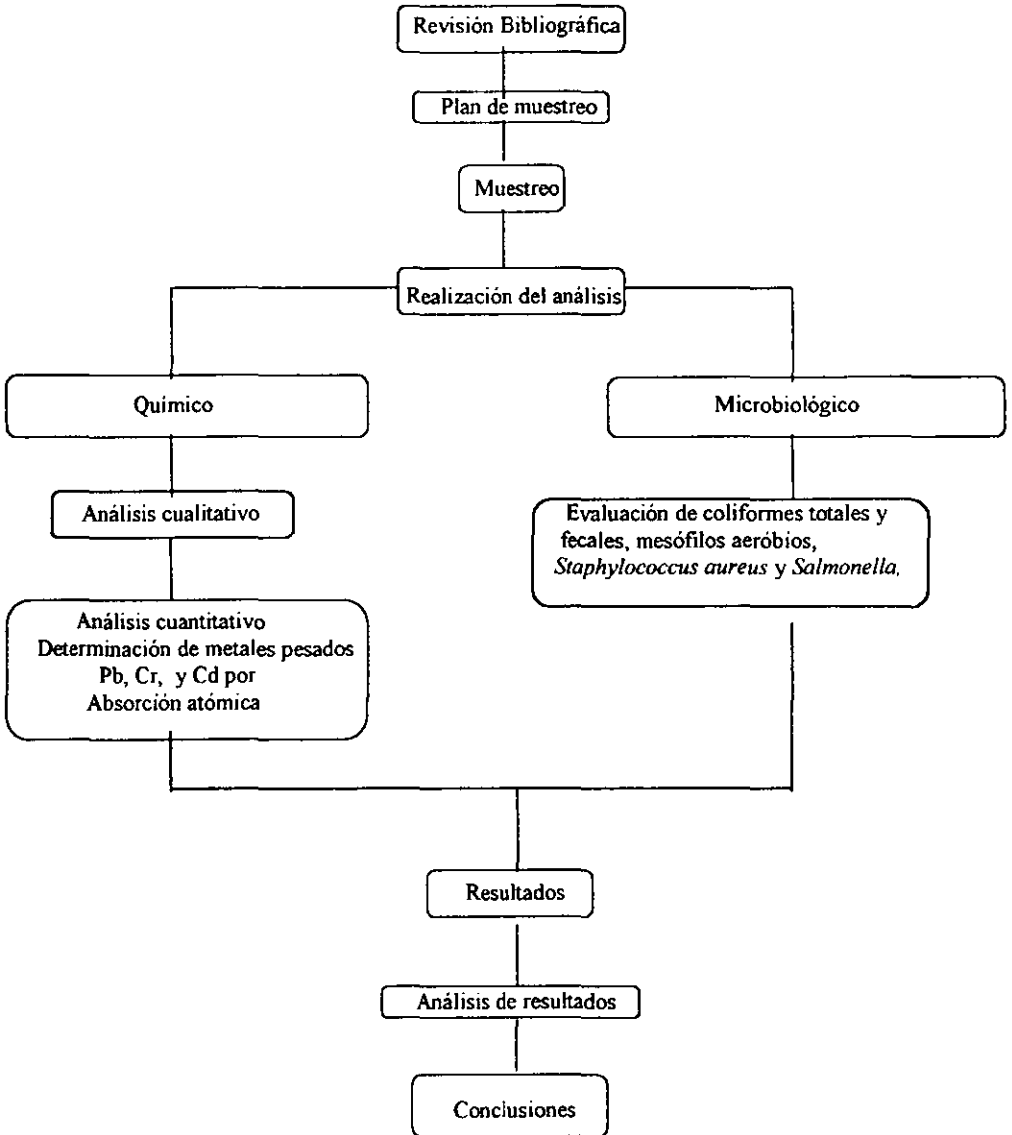 Revisión Bibliográfica
Plan de muestreo
Muestreo
Realización del análisis
Químico
Microbiológico
Análisis cualitativo
Evaluación de coliformes totales y
fecales, mesófilos aeróbios,
Staphylococcus aureus y Salmonella,
Análisis cuantitativo
Determinación de metales pesados
Pb, Cr, y Cd por
Absorción atómica
Resultados
Análisis de resultados
Conclusiones